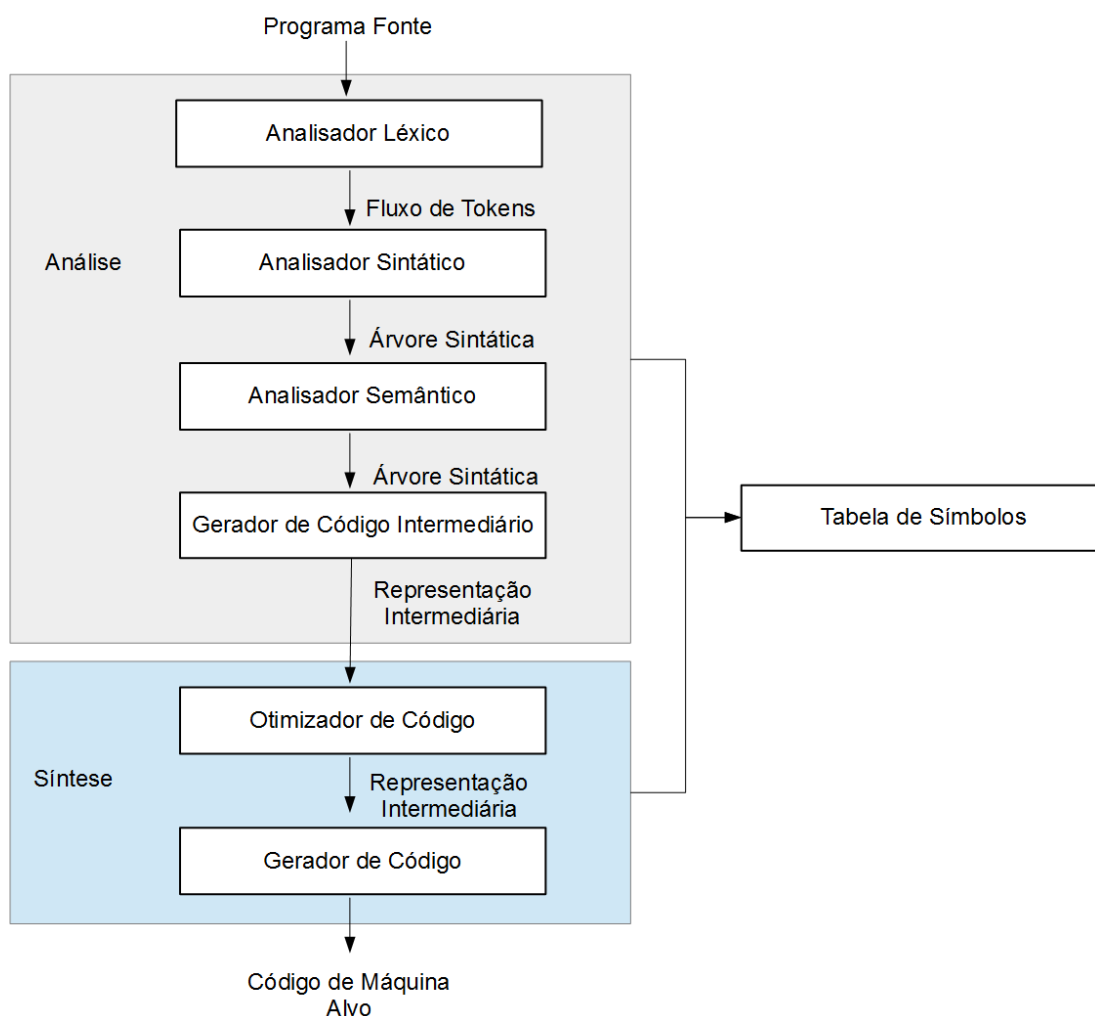 Programa Fonte
Analisador Léxico
Fluxo de Tokens
Análise
Analisador Sintático
Árvore Sintática
Analisador Semântico
Árvore Sintática
Gerador de Código Intermediário
Tabela de Símbolos
Representação
Intermediária
Otimizador de Código
Síntese
Representação
Intermediária
Gerador de Código
Código de Máquina
Alvo